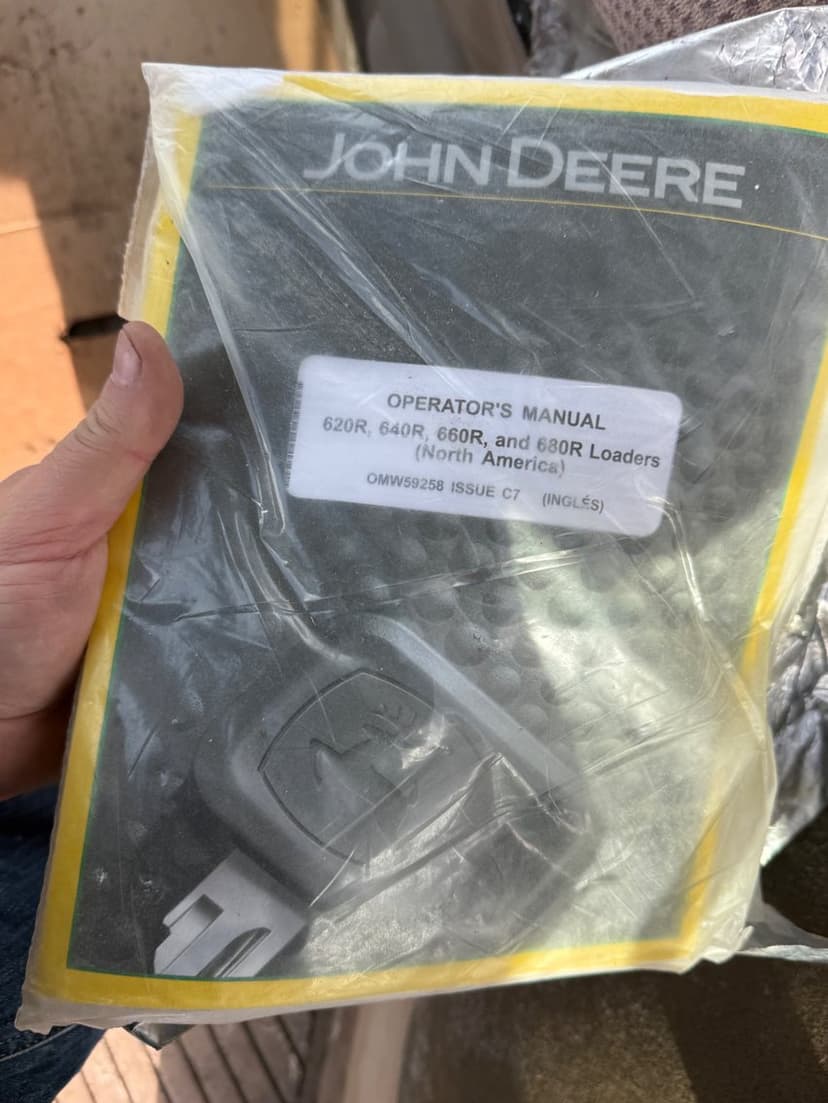 JOHN DEERE
OPERATOR'S MANUAL
620R, 640R, 660R, and 680R Loaders
(North America)
OMW59258 ISSUE C7 (INGLÉS)